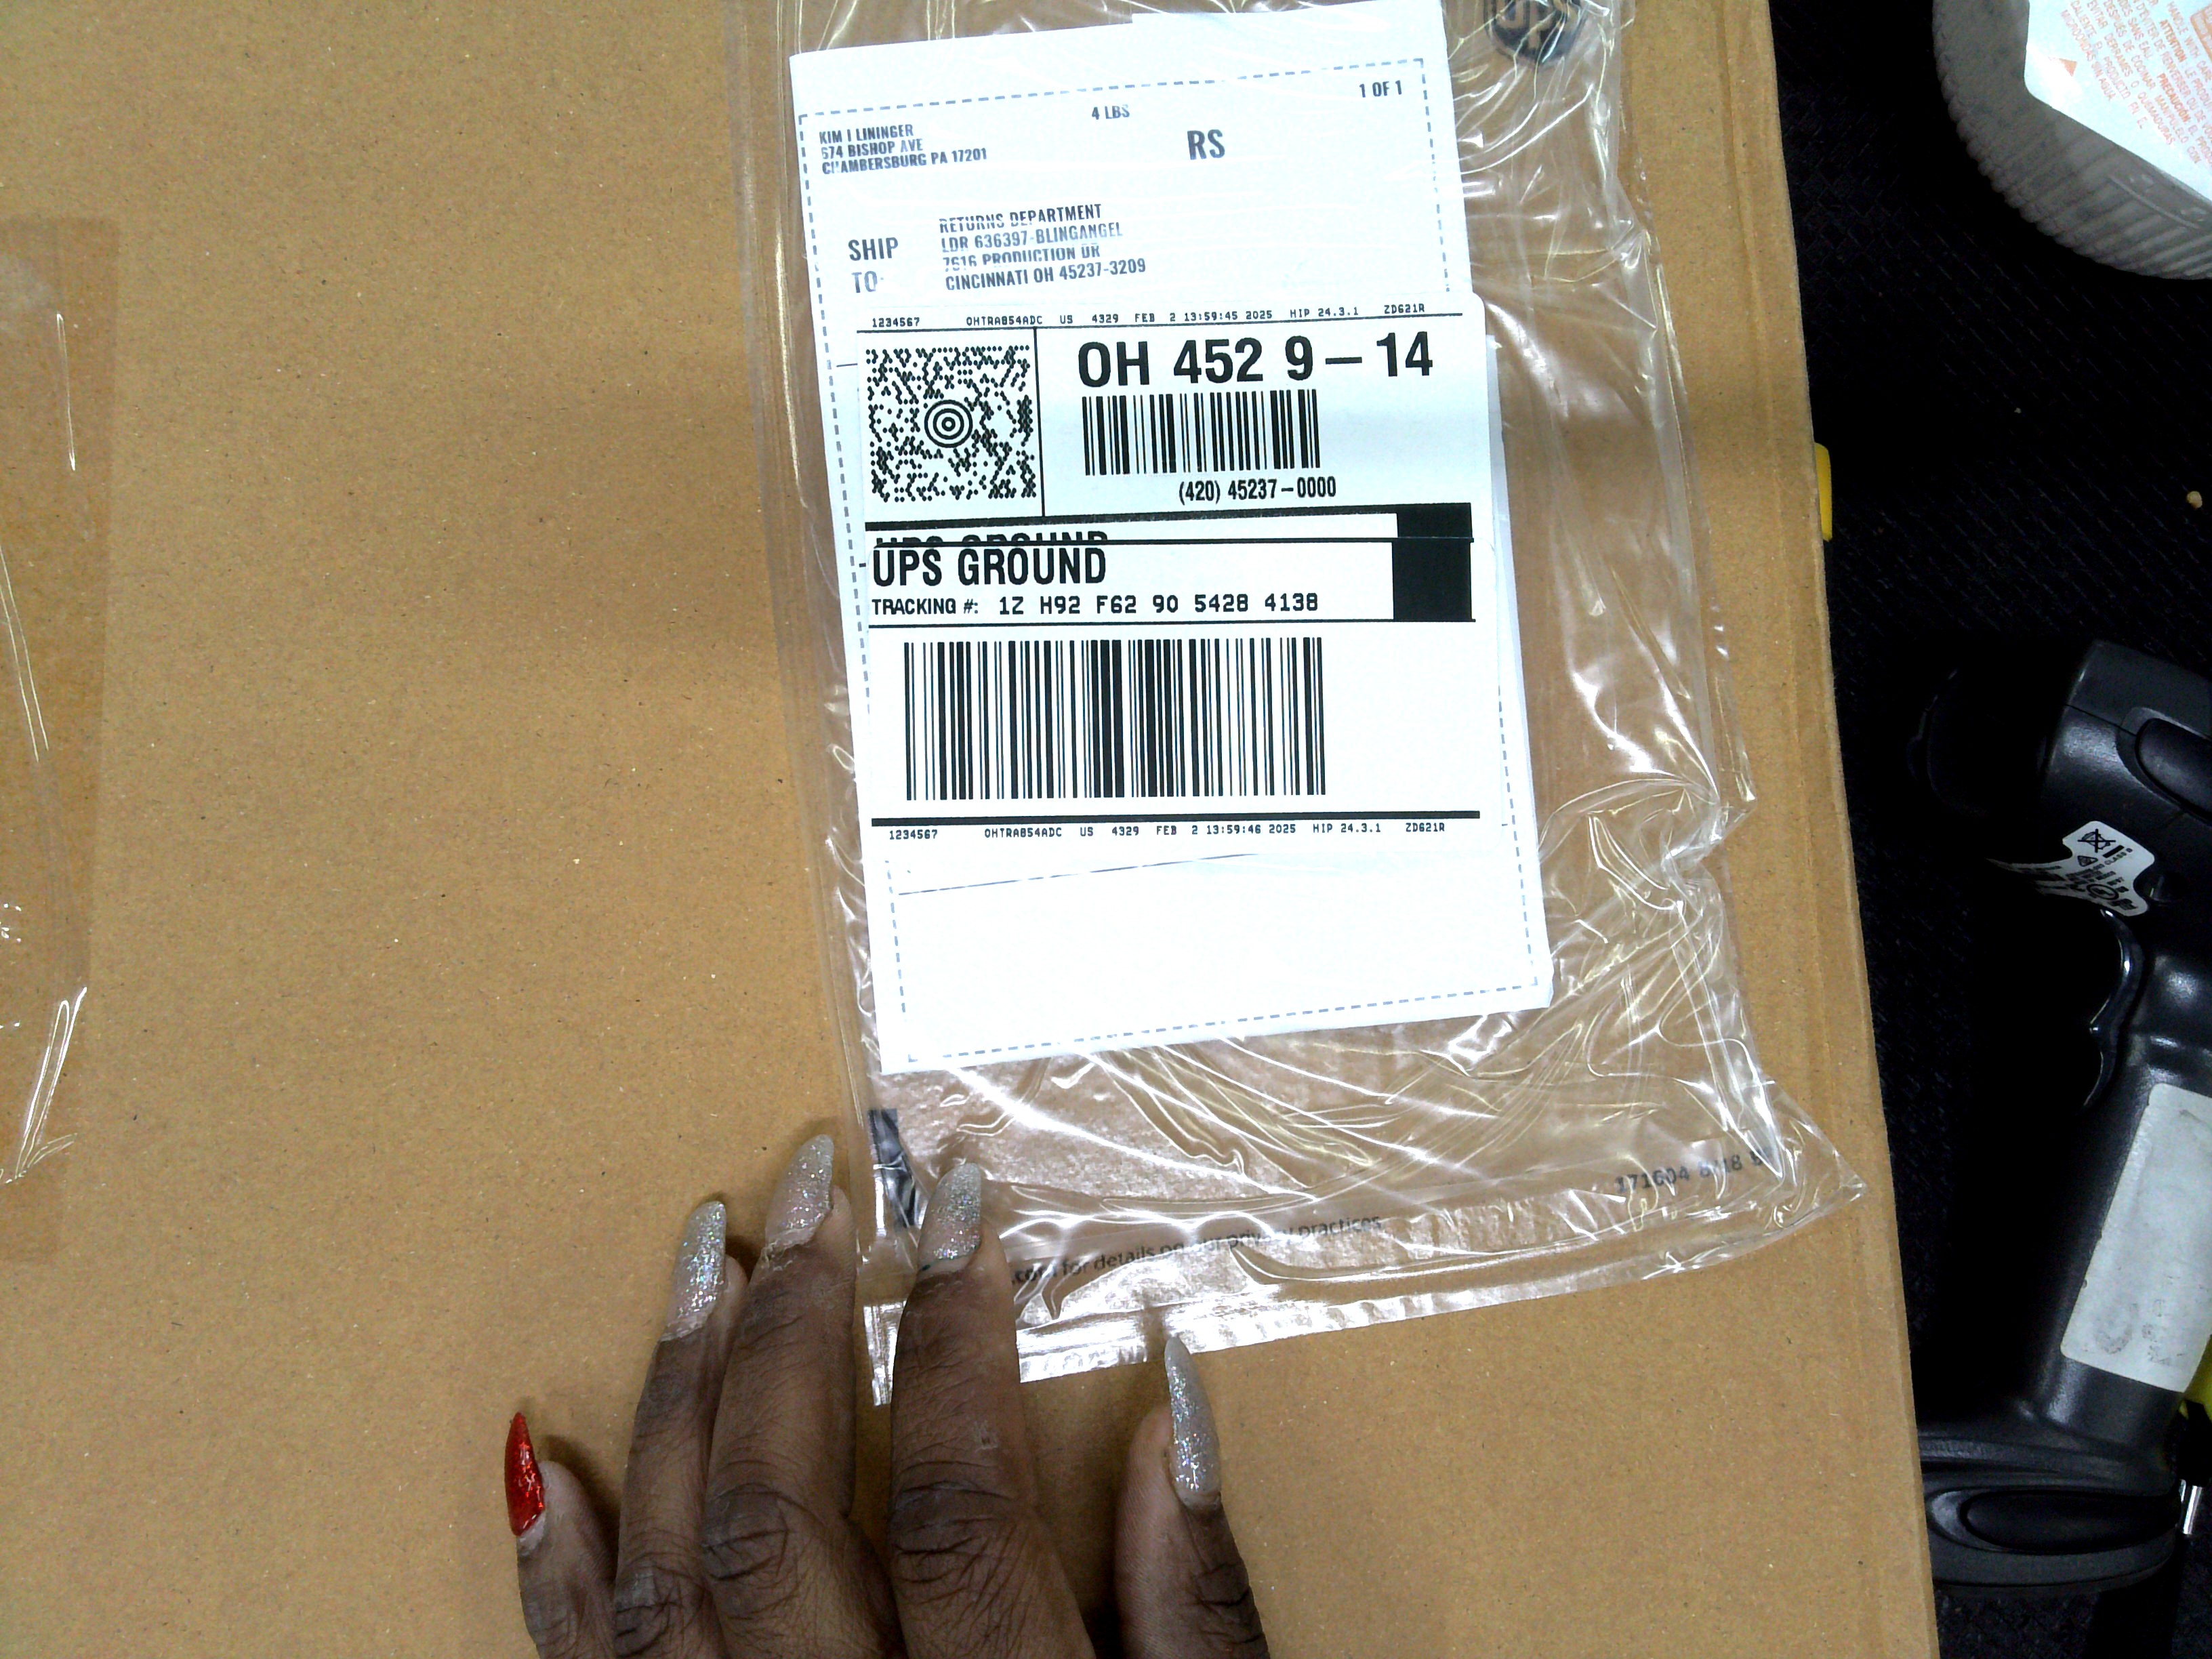 1 OF 1
4 LBS
RS
KIM I LININGER
674 BISHOP AVE
CHAMBERSBURG PA 17201
SHIP
TO:
RETURNS DEPARTMENT
LDR 636397-BLINGANGEL
7616 PRODUCTION DR
CINCINNATI OH 45237-3209
1234567 OHTRA854ADC US 4329 FEB 2 13:59:45 2025 HIP 24.3.1 ZD621R
OH 452 9-14
(420) 45237-0000
UPS GROUND
UPS GROUND
TRACKING #: 1Z H92 F62 90 5428 4138
1234567 OHTRA854ADC US 4329 FEB 2 13:59:46 2025 HIP 24.3.1 ZD621R
171604
for details on our privacy practices.